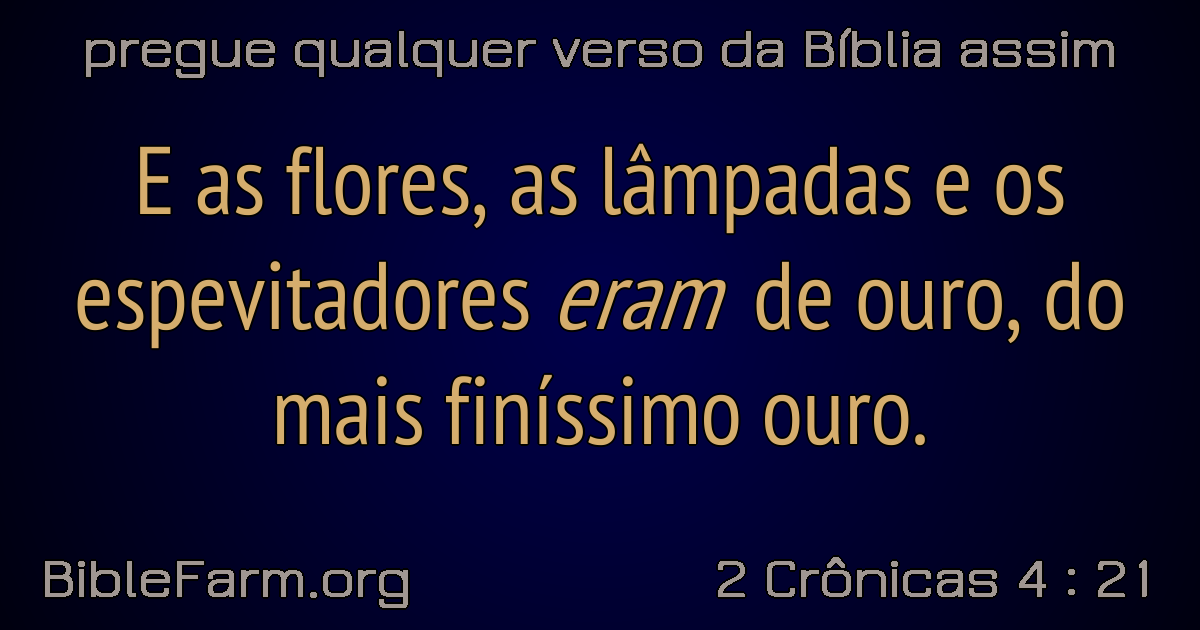 pregue qualquer verso da Bíblia assim
E as flores, as lâmpadas e os
espevitadores eram de ouro, do
mais finíssimo ouro.
BibleFarm.org
2 Crônicas 4 : 21